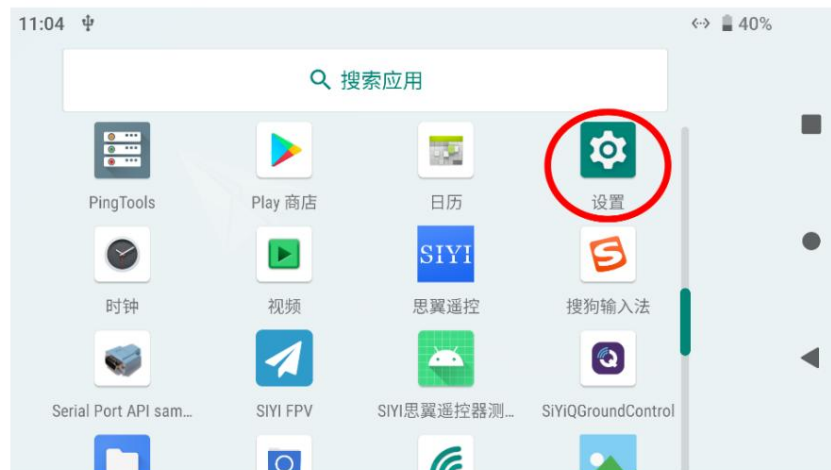 11:04 40%
搜索应用
PingTools Play 商店 日历 设置
SIYI
时钟 视频 思翼遥控 搜狗输入法
Serial Port API sam... SIYI FPV SIYI思翼遥控器测... SiYiQGroundControl